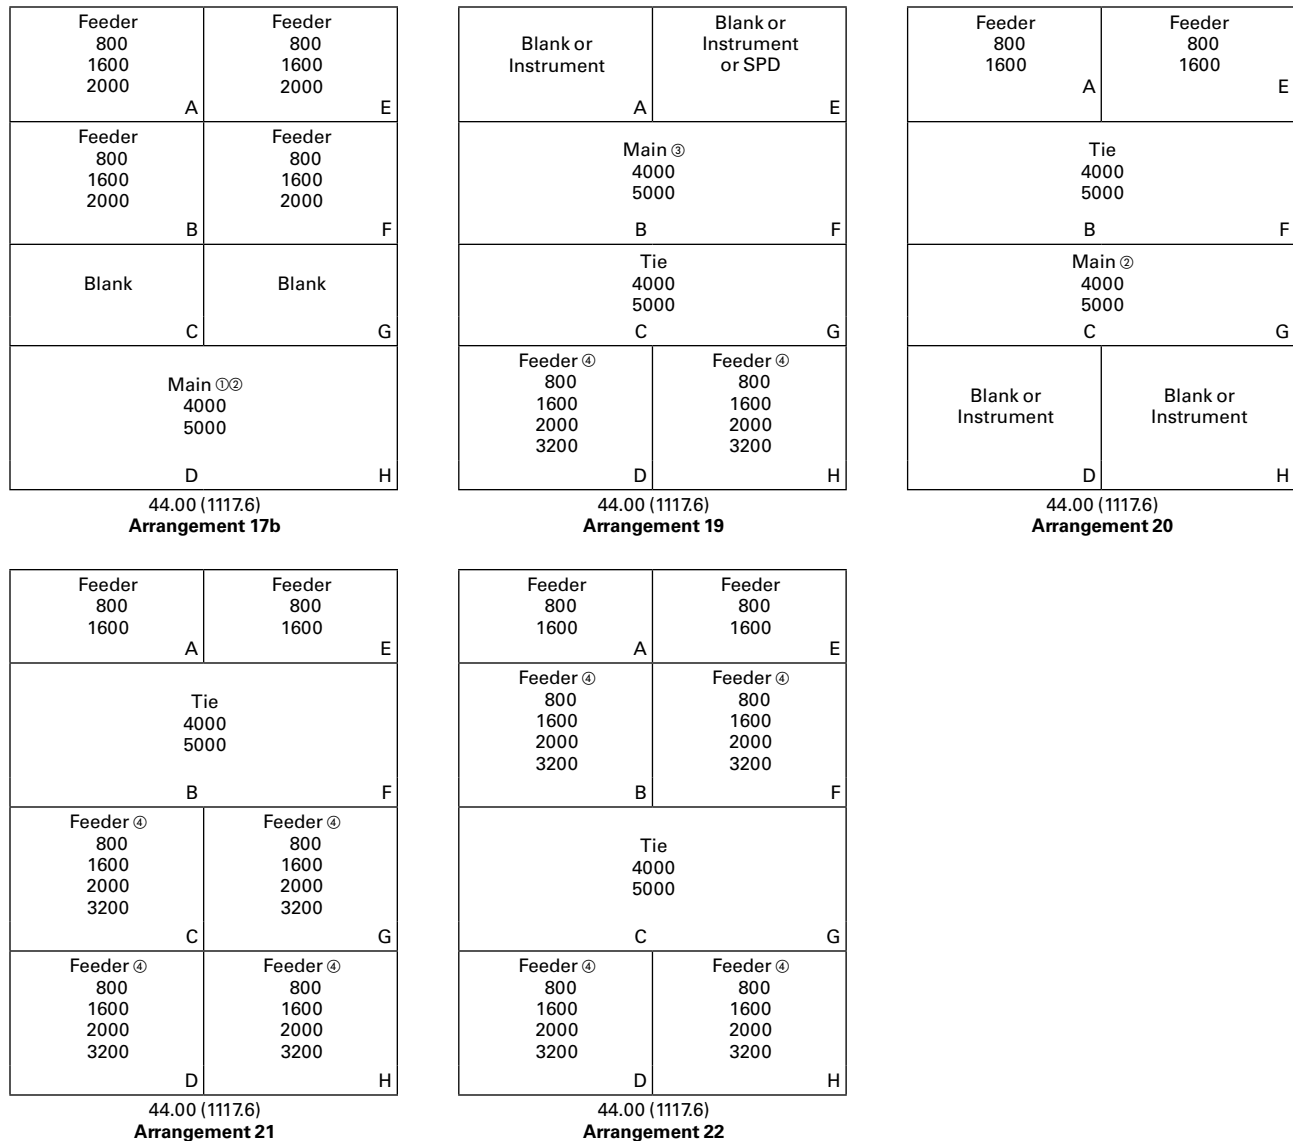 Feeder
800
1600
2000
A
Feeder
800
1600
2000
E
Feeder
800
1600
2000
B
Feeder
800
1600
2000
F
Blank
C
Blank
G
Main ①②
4000
5000
D
H
44.00 (1117.6)
Arrangement 17b
Blank or
Instrument
A
Blank or
Instrument
or SPD
E
Main ③
4000
5000
B
F
Tie
4000
5000
C
G
Feeder ④
800
1600
2000
3200
D
Feeder ④
800
1600
2000
3200
H
44.00 (1117.6)
Arrangement 19
Feeder
800
1600
A
Feeder
800
1600
E
Tie
4000
5000
B
F
Main ②
4000
5000
C
G
Blank or
Instrument
D
Blank or
Instrument
H
44.00 (1117.6)
Arrangement 20
Feeder
800
1600
A
Feeder
800
1600
E
Tie
4000
5000
B
F
Feeder ④
800
1600
2000
3200
C
Feeder ④
800
1600
2000
3200
G
Feeder ④
800
1600
2000
3200
D
Feeder ④
800
1600
2000
3200
H
44.00 (1117.6)
Arrangement 21
Feeder
800
1600
A
Feeder
800
1600
E
Feeder ④
800
1600
2000
3200
B
Feeder ④
800
1600
2000
3200
F
Tie
4000
5000
C
G
Feeder ④
800
1600
2000
3200
D
Feeder ④
800
1600
2000
3200
H
44.00 (1117.6)
Arrangement 22